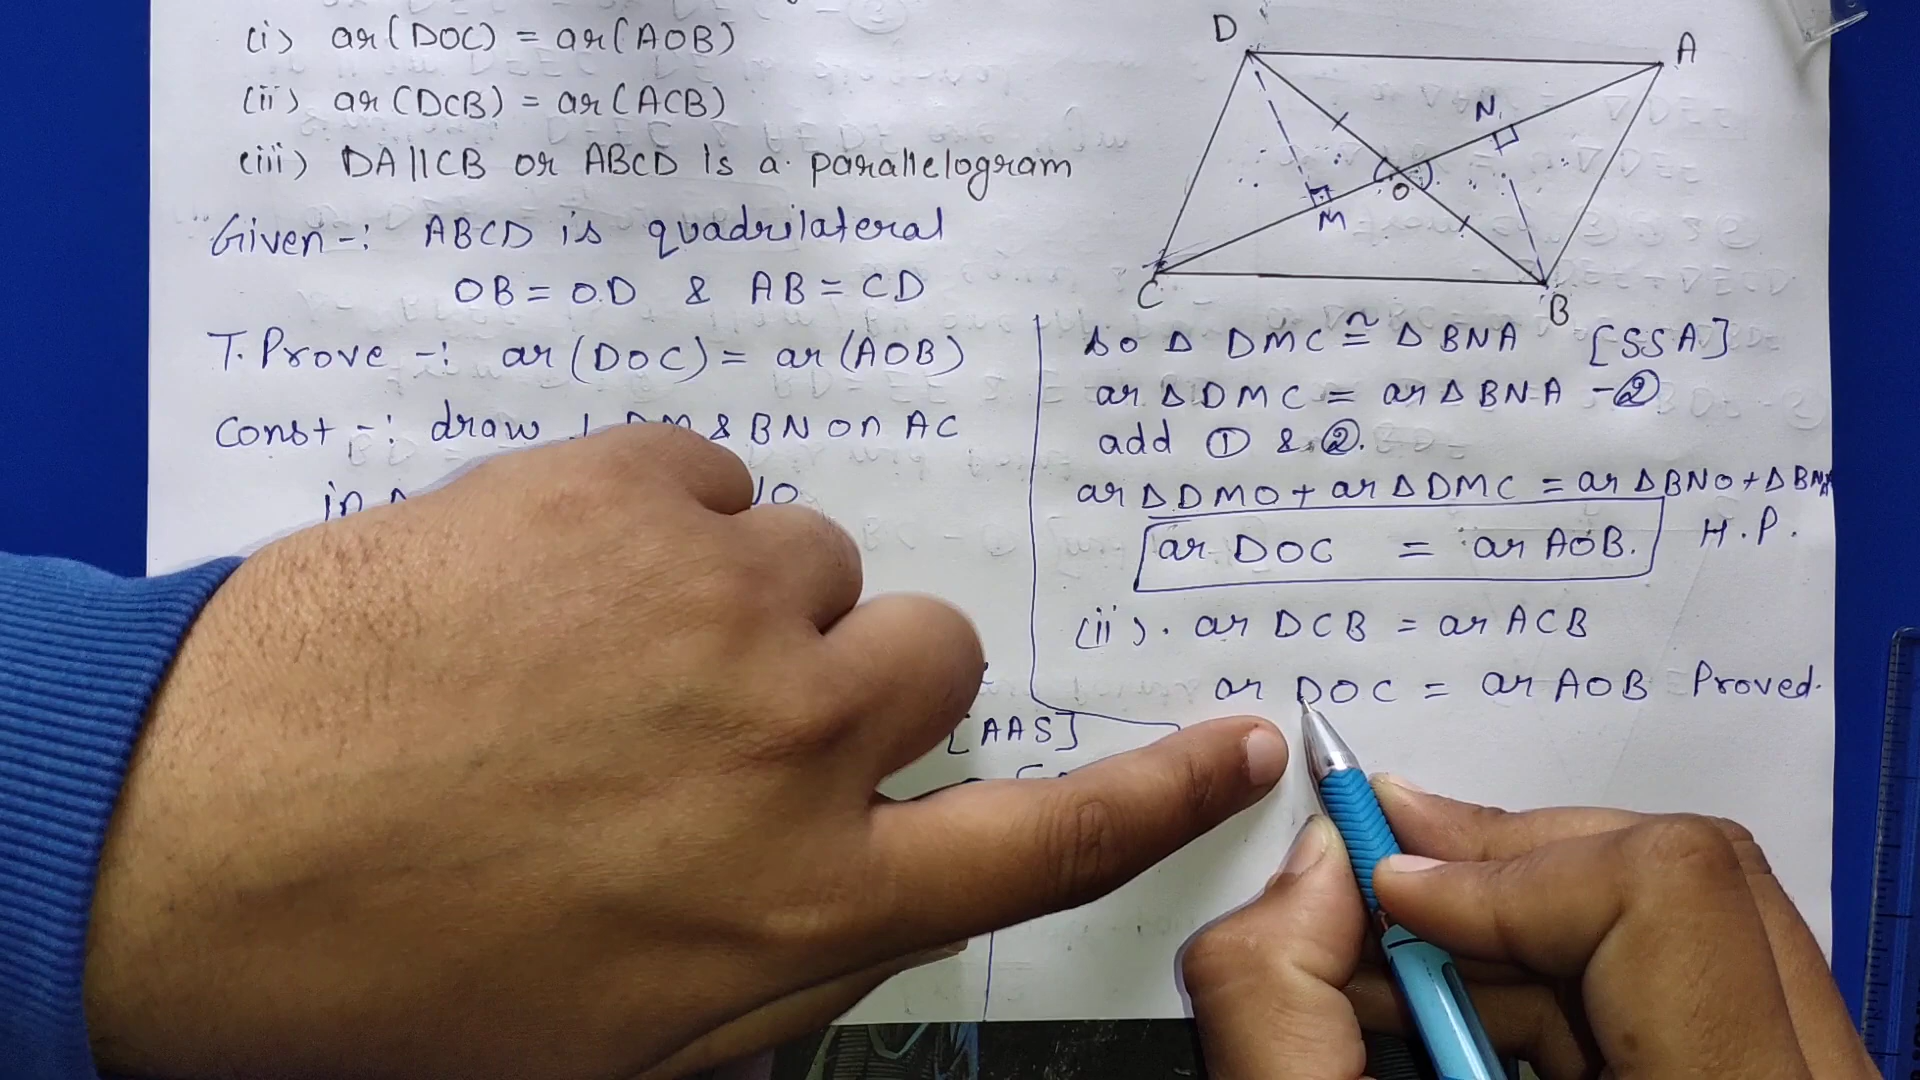 (i) ar(DOC) = ar(AOB)
(ii) ar(DCB) = ar(ACB)
(iii) DA||CB or ABCD is a parallelogram
Given -: ABCD is quadrilateral
OB = OD & AB = CD
T. Prove -: ar(DOC) = ar(AOB)
Const -: draw ⊥ DM & BN on AC
in Δ
[AAS]
D
A
N
O
M
C
B
so Δ DMC ≅ Δ BNA [SSA]
ar Δ DMC = ar Δ BNA - ②
add ① & ②.
ar Δ DMO + ar Δ DMC = ar Δ BNO + Δ BNA
ar DOC = ar AOB. H.P.
(ii). ar DCB = ar ACB
ar DOC = ar AOB Proved.